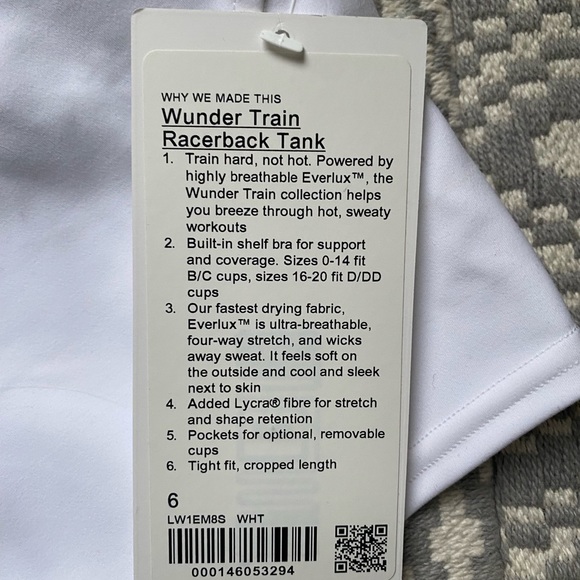 WHY WE MADE THIS
Wunder Train
Racerback Tank
1. Train hard, not hot. Powered by
highly breathable Everlux™, the
Wunder Train collection helps
you breeze through hot, sweaty
workouts
2. Built-in shelf bra for support
and coverage. Sizes 0-14 fit
B/C cups, sizes 16-20 fit D/DD
cups
3. Our fastest drying fabric,
Everlux™ is ultra-breathable,
four-way stretch, and wicks
away sweat. It feels soft on
the outside and cool and sleek
next to skin
4. Added Lycra® fibre for stretch
and shape retention
5. Pockets for optional, removable
cups
6. Tight fit, cropped length
6
LW1EM8S WHT
000146053294